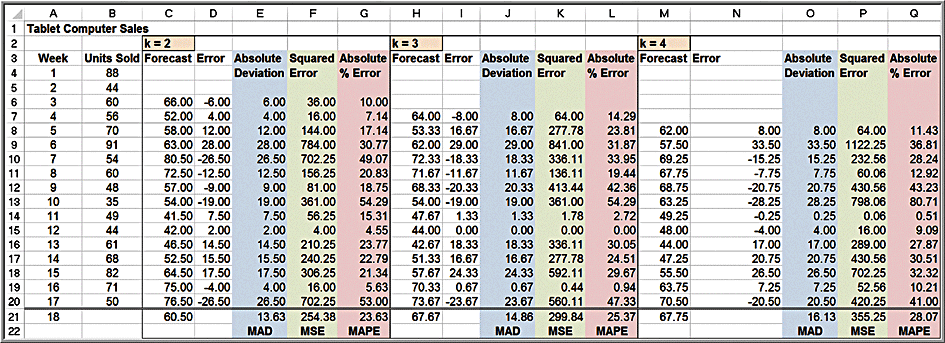 A B C D E F G H I J K L M N O P Q
1 Tablet Computer Sales
2 k = 2 k = 3 k = 4
3 Week Units Sold Forecast Error Absolute Squared Absolute Forecast Error Absolute Squared Absolute Forecast Error Absolute Squared Absolute
4 1 88 Deviation Error % Error Deviation Error % Error Deviation Error % Error
5 2 44
6 3 60 66.00 -6.00 6.00 36.00 10.00
7 4 56 52.00 4.00 4.00 16.00 7.14 64.00 -8.00 8.00 64.00 14.29
8 5 70 58.00 12.00 12.00 144.00 17.14 53.33 16.67 16.67 277.78 23.81 62.00 8.00 8.00 64.00 11.43
9 6 91 63.00 28.00 28.00 784.00 30.77 62.00 29.00 29.00 841.00 31.87 57.50 33.50 33.50 1122.25 36.81
10 7 54 80.50 -26.50 26.50 702.25 49.07 72.33 -18.33 18.33 336.11 33.95 69.25 -15.25 15.25 232.56 28.24
11 8 60 72.50 -12.50 12.50 156.25 20.83 71.67 -11.67 11.67 136.11 19.44 67.75 -7.75 7.75 60.06 12.92
12 9 48 57.00 -9.00 9.00 81.00 18.75 68.33 -20.33 20.33 413.44 42.36 68.75 -20.75 20.75 430.56 43.23
13 10 35 54.00 -19.00 19.00 361.00 54.29 54.00 -19.00 19.00 361.00 54.29 63.25 -28.25 28.25 798.06 80.71
14 11 49 41.50 7.50 7.50 56.25 15.31 47.67 1.33 1.33 1.78 2.72 49.25 -0.25 0.25 0.06 0.51
15 12 44 42.00 2.00 2.00 4.00 4.55 44.00 0.00 0.00 0.00 0.00 48.00 -4.00 4.00 16.00 9.09
16 13 61 46.50 14.50 14.50 210.25 23.77 42.67 18.33 18.33 336.11 30.05 44.00 17.00 17.00 289.00 27.87
17 14 68 52.50 15.50 15.50 240.25 22.79 51.33 16.67 16.67 277.78 24.51 47.25 20.75 20.75 430.56 30.51
18 15 82 64.50 17.50 17.50 306.25 21.34 57.67 24.33 24.33 592.11 29.67 55.50 26.50 26.50 702.25 32.32
19 16 71 75.00 -4.00 4.00 16.00 5.63 70.33 0.67 0.67 0.44 0.94 63.75 7.25 7.25 52.56 10.21
20 17 50 76.50 -26.50 26.50 702.25 53.00 73.67 -23.67 23.67 560.11 47.33 70.50 -20.50 20.50 420.25 41.00
21 18 60.50 13.63 254.38 23.63 67.67 14.86 299.84 25.37 67.75 16.13 355.25 28.07
22 MAD MSE MAPE MAD MSE MAPE MAD MSE MAPE